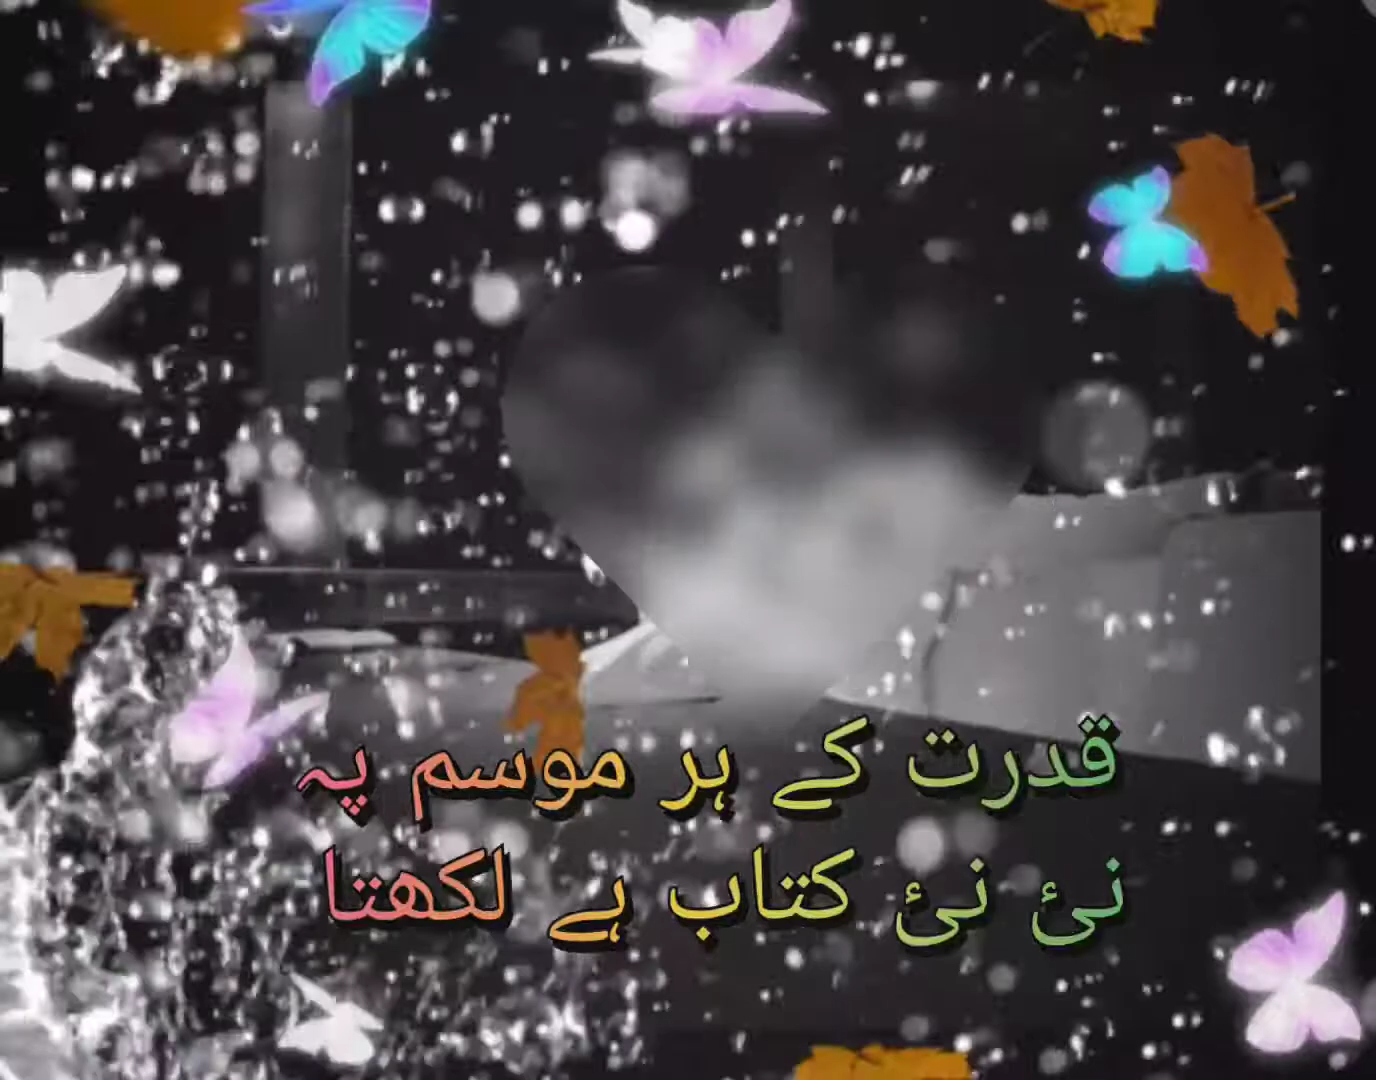 قدرت کے ہر موسم پہ
نئ نئ کتاب ہے لکھتا